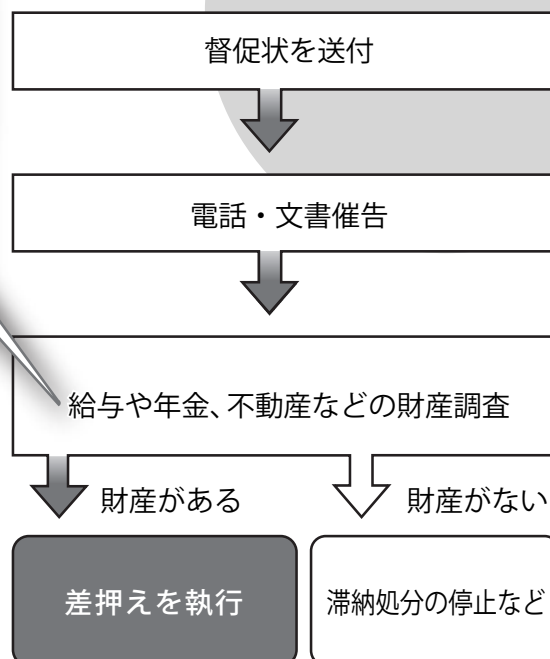 督促状を送付
電話・文書催告
給与や年金、不動産などの財産調査
財産がある
財産がない
差押えを執行
滞納処分の停止など